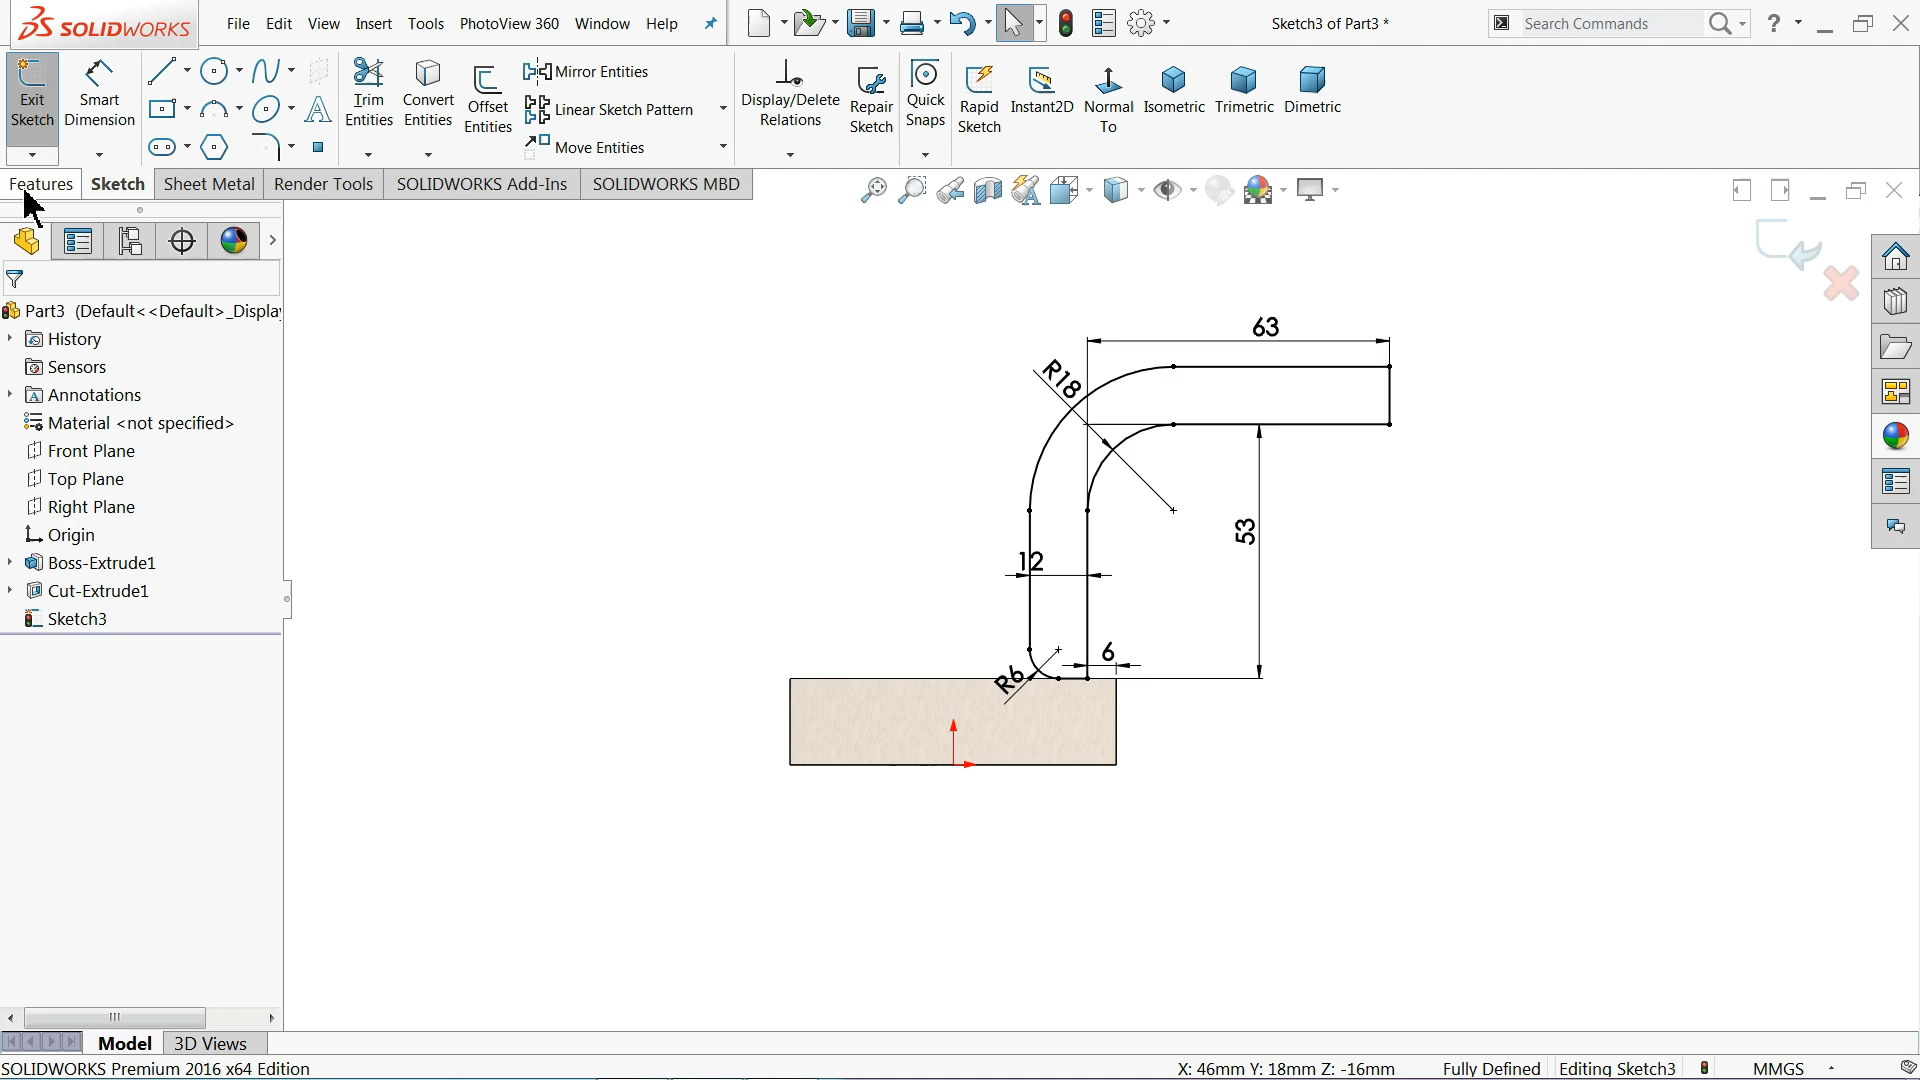 SOLIDWORKS
File Edit View Insert Tools PhotoView 360 Window Help
Sketch3 of Part3 *
Search Commands
?
Exit Sketch
Smart Dimension
Trim Entities
Convert Entities
Offset Entities
Mirror Entities
Linear Sketch Pattern
Move Entities
Display/Delete Relations
Repair Sketch
Quick Snaps
Rapid Sketch
Instant2D
Normal To
Isometric
Trimetric
Dimetric
Features Sketch Sheet Metal Render Tools SOLIDWORKS Add-Ins SOLIDWORKS MBD
Part3 (Default<<Default>_Displa
History
Sensors
Annotations
Material <not specified>
Front Plane
Top Plane
Right Plane
Origin
Boss-Extrude1
Cut-Extrude1
Sketch3
63
R18
53
12
6
R6
Model 3D Views
SOLIDWORKS Premium 2016 x64 Edition
X: 46mm Y: 18mm Z: -16mm
Fully Defined
Editing Sketch3
MMGS